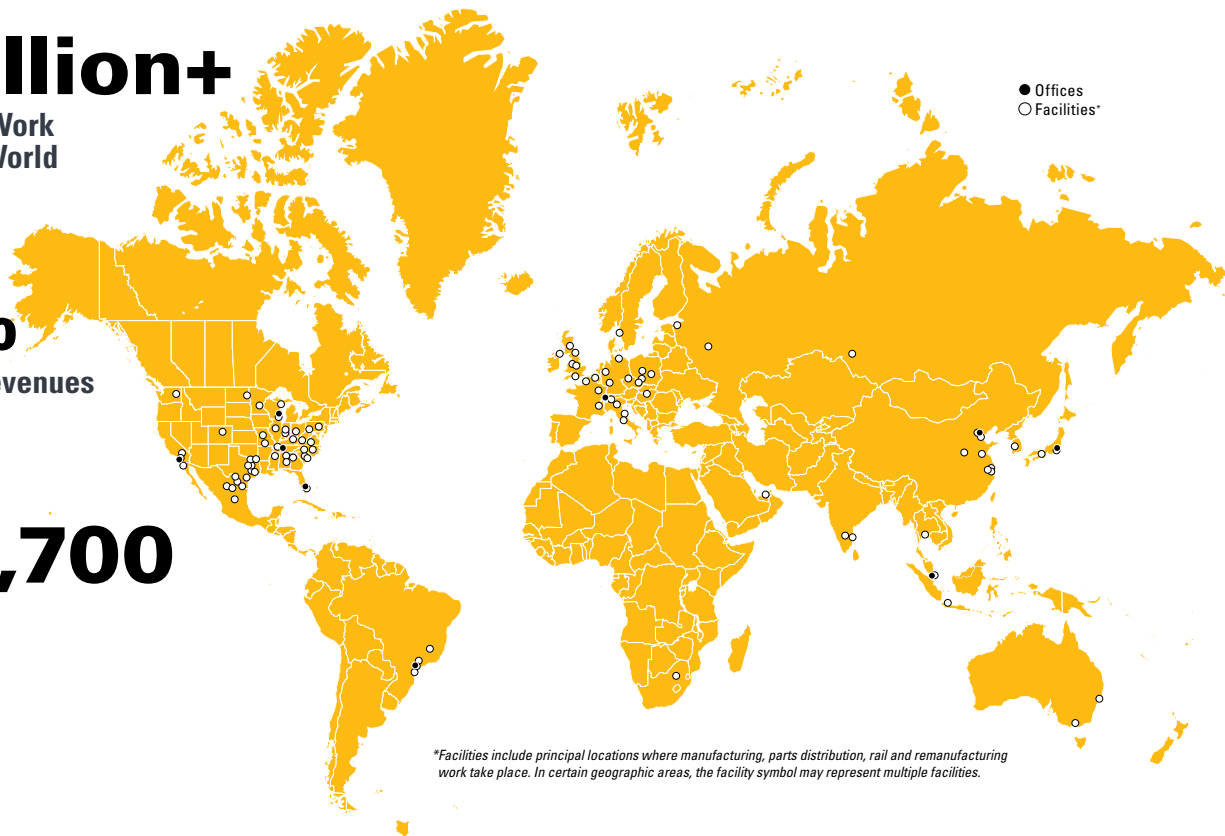 llion+
Work
World
Offices
Facilities*
evenues
,700
*Facilities include principal locations where manufacturing, parts distribution, rail and remanufacturing
work take place. In certain geographic areas, the facility symbol may represent multiple facilities.